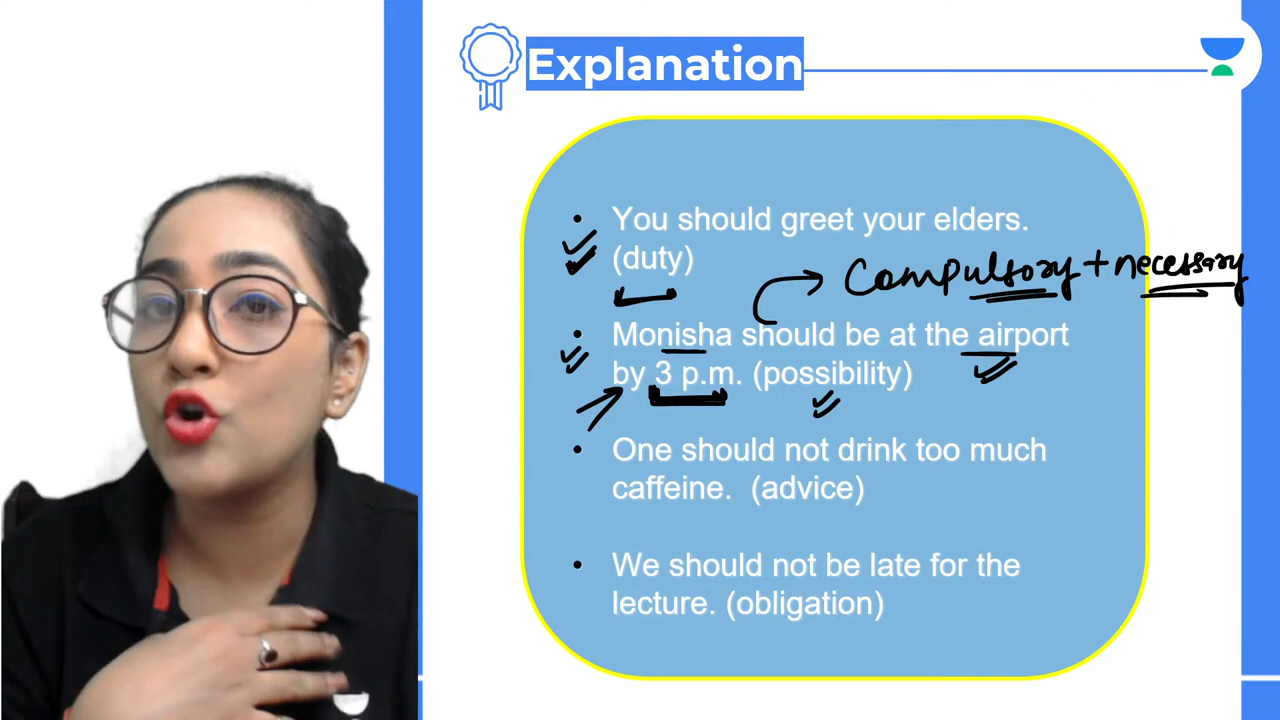 Explanation
• You should greet your elders.
(duty)
Compulsory + necessary
• Monisha should be at the airport
by 3 p.m. (possibility)
• One should not drink too much
caffeine. (advice)
• We should not be late for the
lecture. (obligation)